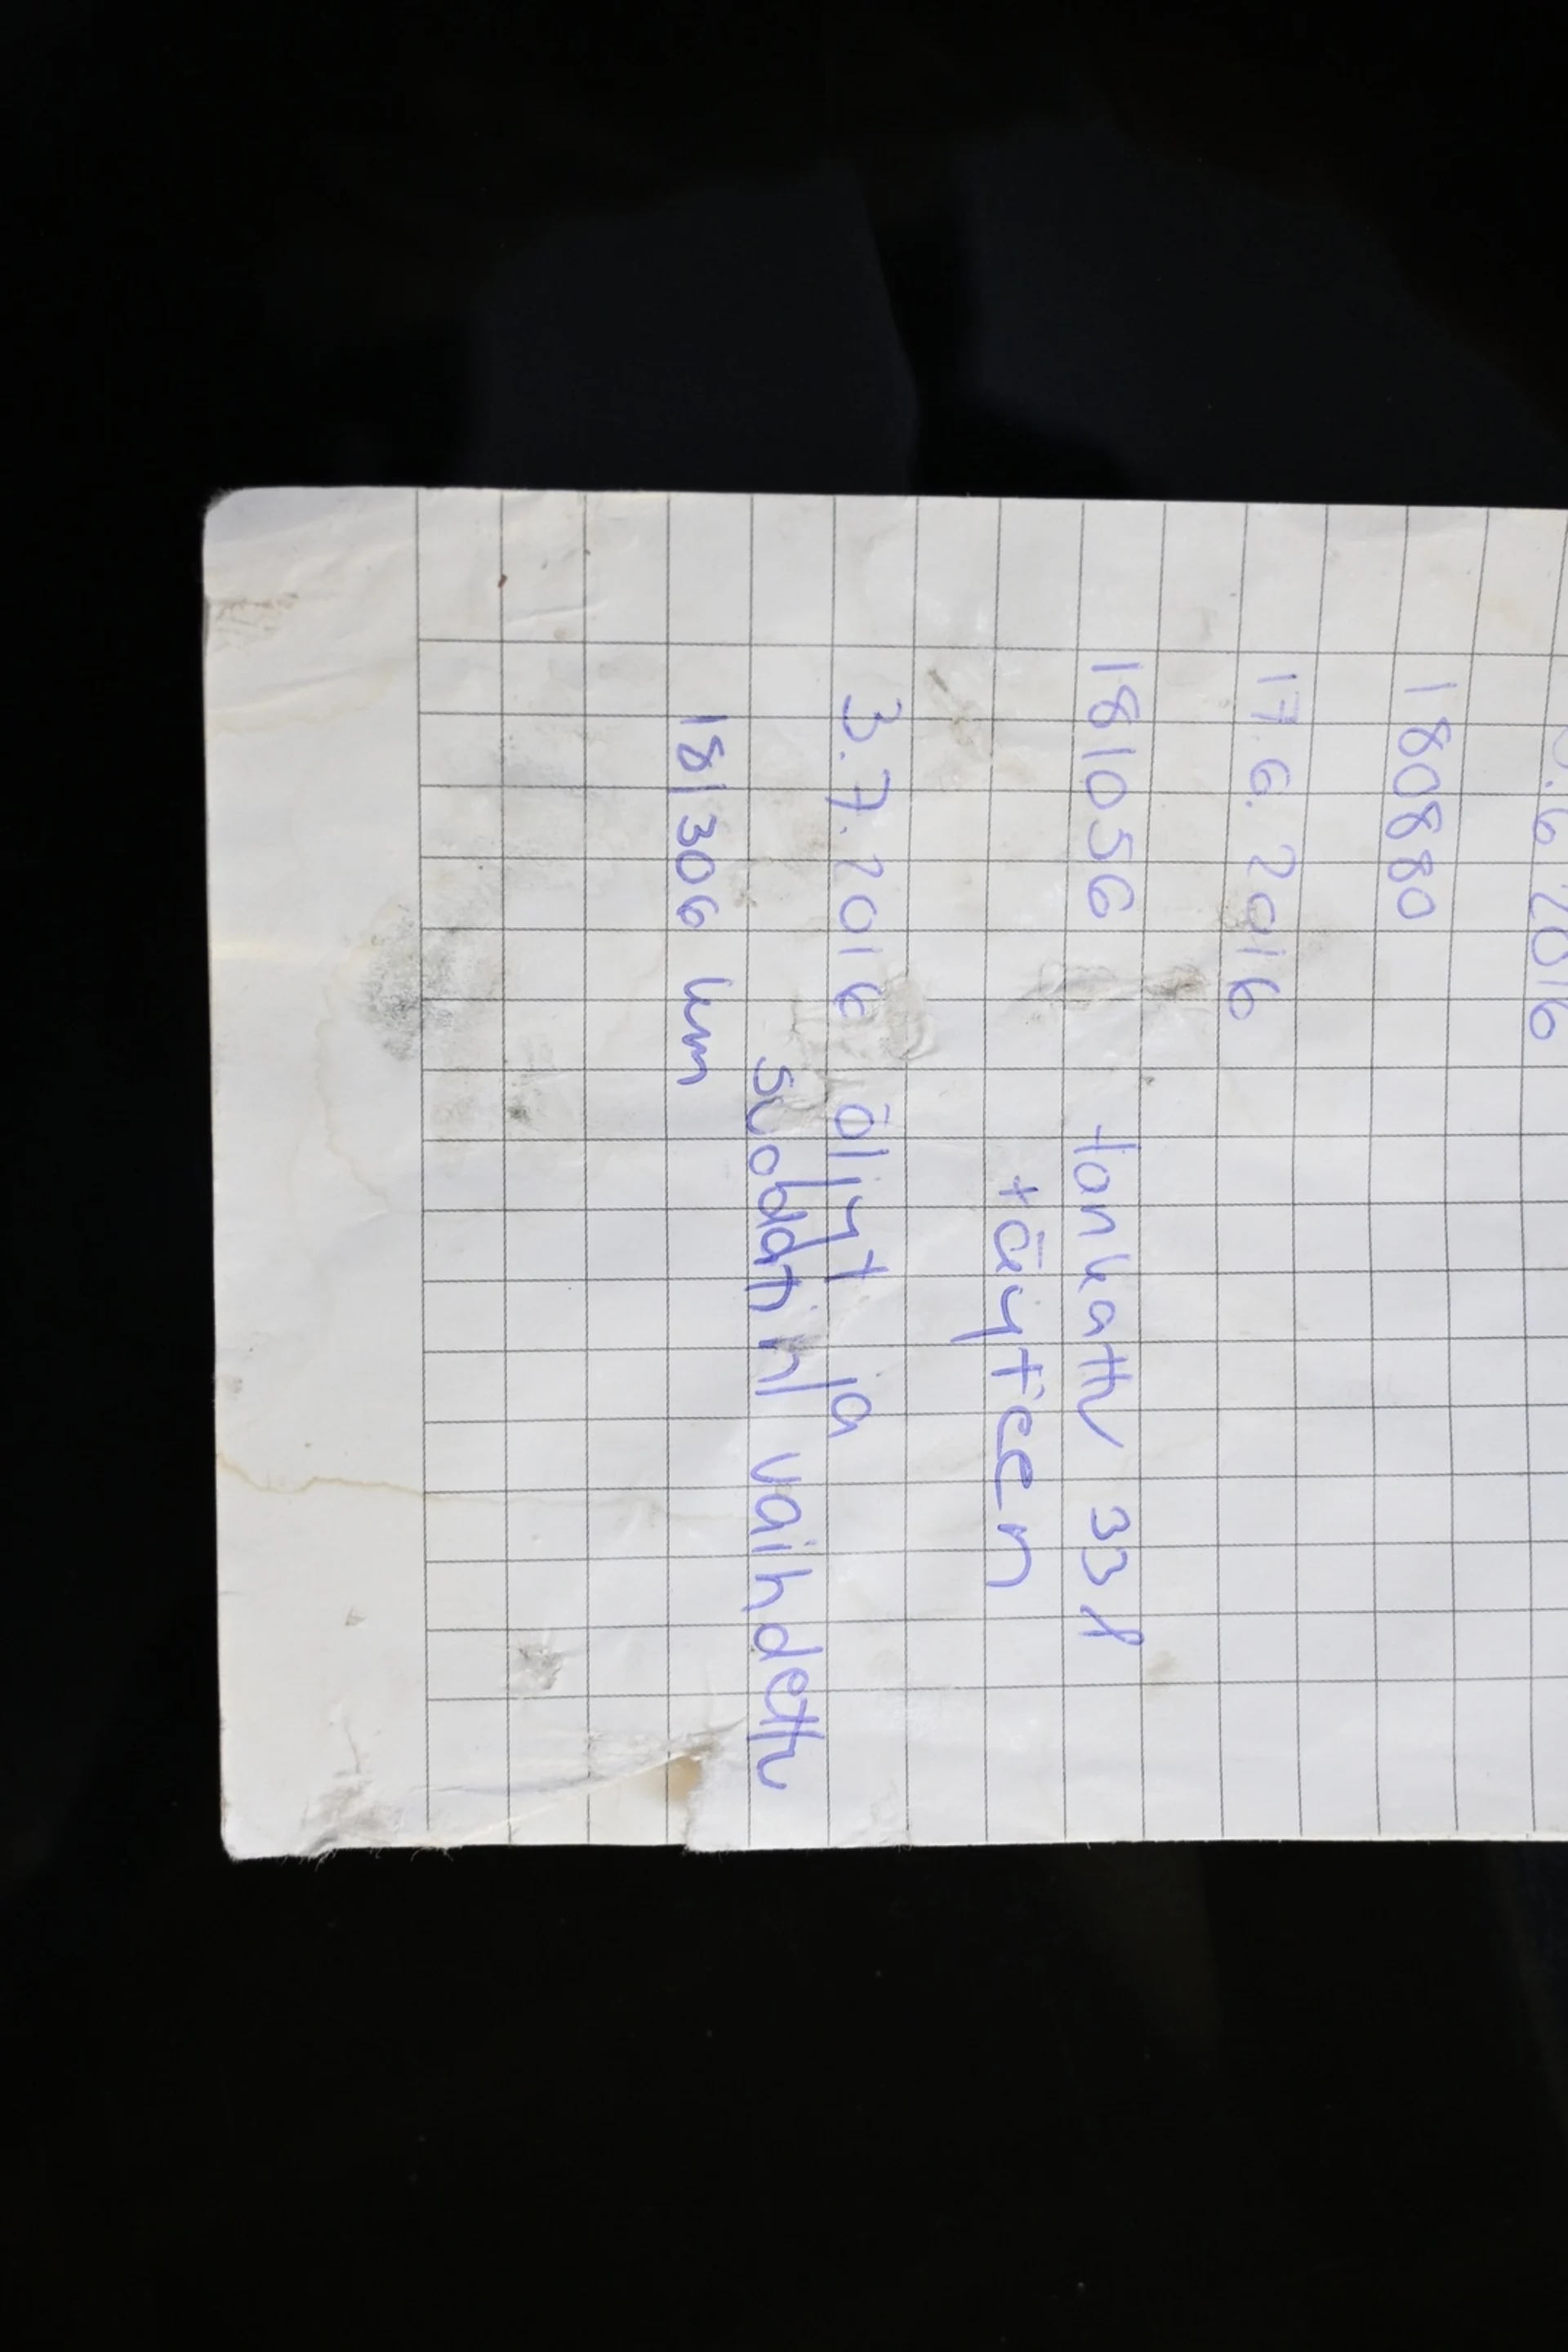 .6 2016
180880
17.6.2016
181056 tankattu 33 l
täyteen
3.7.2016 öljyt ja
suodatin vaihdettu
181306 km